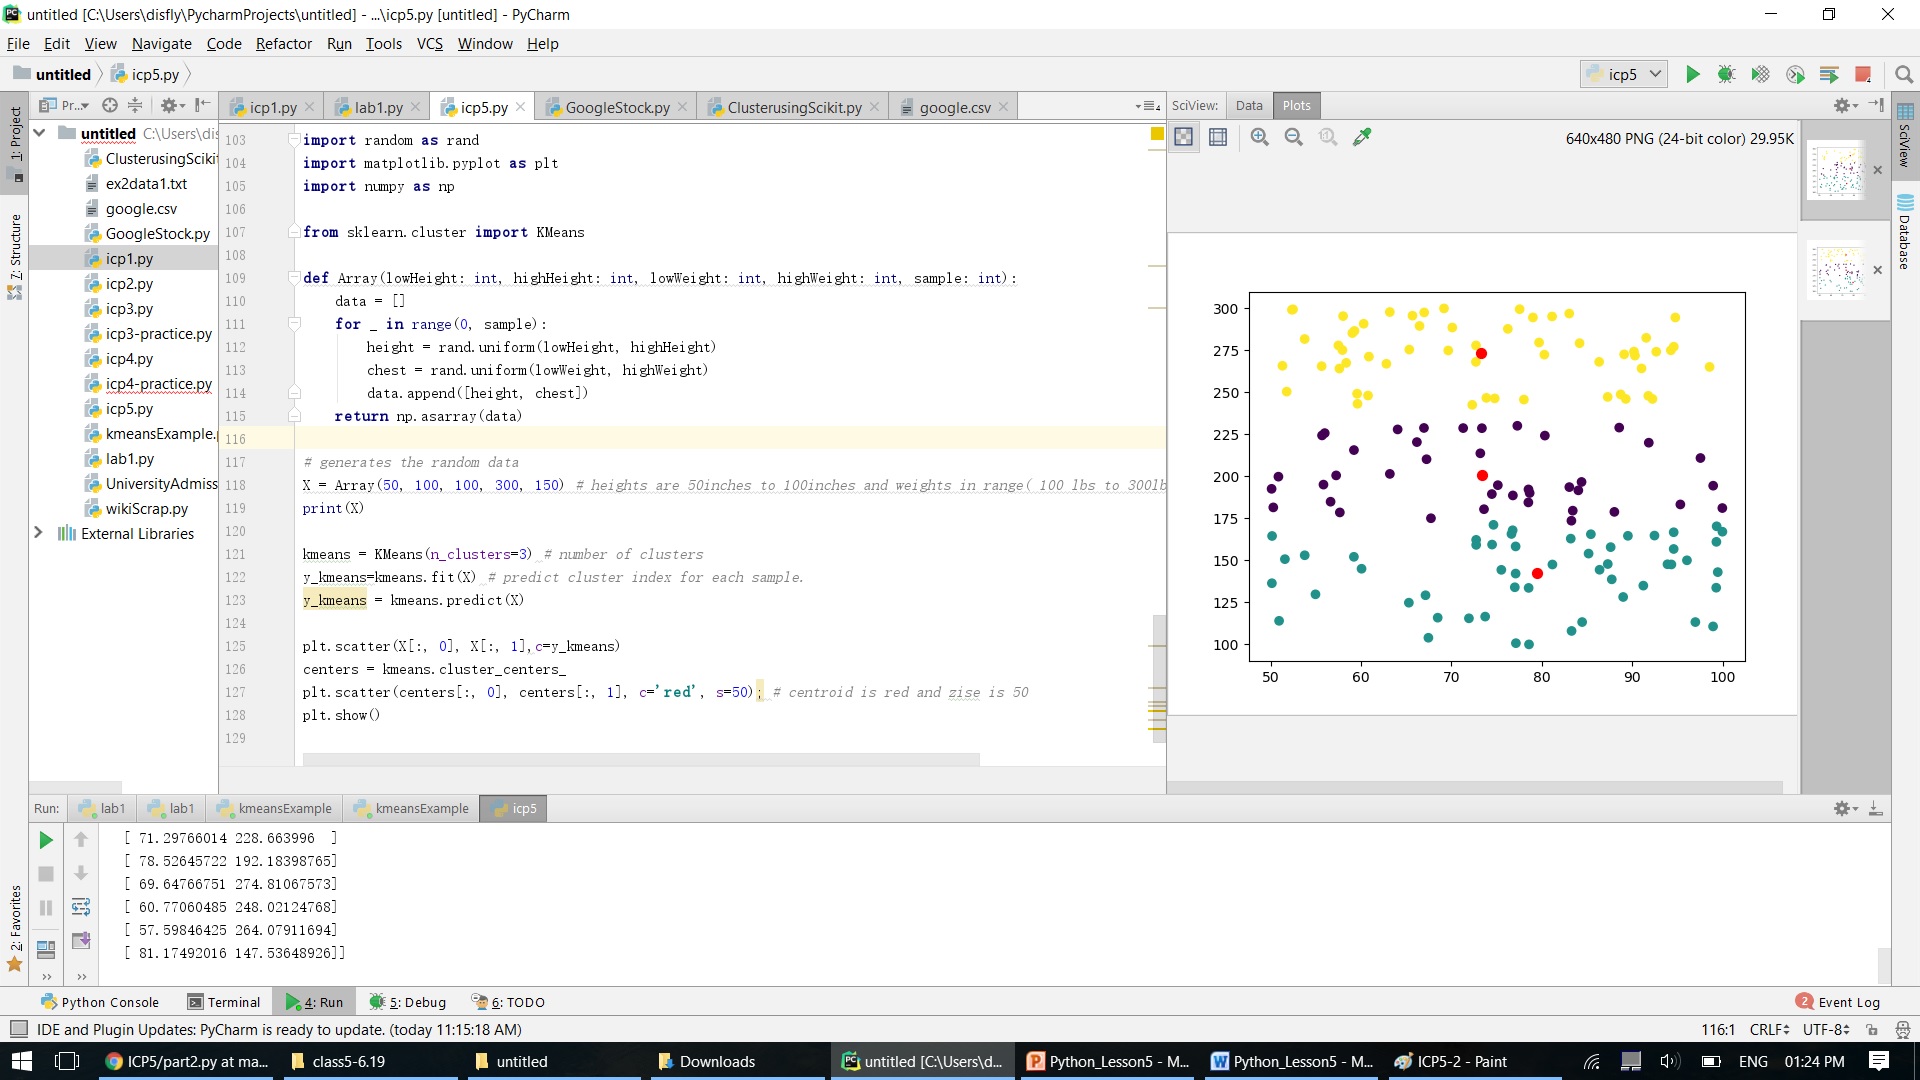 untitled [C:\Users\disfly\PycharmProjects\untitled] - ...\icp5.py [untitled] - PyCharm
File Edit View Navigate Code Refactor Run Tools VCS Window Help
untitled icp5.py icp5
1: Project
7: Structure
2: Favorites
Pr...
icp1.py lab1.py icp5.py GoogleStock.py ClusterusingScikit.py google.csv
untitled C:\Users\dis
ClusterusingScikit
ex2data1.txt
google.csv
GoogleStock.py
icp1.py
icp2.py
icp3.py
icp3-practice.py
icp4.py
icp4-practice.py
icp5.py
kmeansExample.
lab1.py
UniversityAdmiss
wikiScrap.py
External Libraries
103 import random as rand
104 import matplotlib.pyplot as plt
105 import numpy as np
106
107 from sklearn.cluster import KMeans
108
109 def Array(lowHeight: int, highHeight: int, lowWeight: int, highWeight: int, sample: int):
110 data = []
111 for _ in range(0, sample):
112 height = rand.uniform(lowHeight, highHeight)
113 chest = rand.uniform(lowWeight, highWeight)
114 data.append([height, chest])
115 return np.asarray(data)
116
117 # generates the random data
118 X = Array(50, 100, 100, 300, 150) # heights are 50inches to 100inches and weights in range( 100 lbs to 300lb
119 print(X)
120
121 kmeans = KMeans(n_clusters=3) # number of clusters
122 y_kmeans=kmeans.fit(X) # predict cluster index for each sample.
123 y_kmeans = kmeans.predict(X)
124
125 plt.scatter(X[:, 0], X[:, 1],c=y_kmeans)
126 centers = kmeans.cluster_centers_
127 plt.scatter(centers[:, 0], centers[:, 1], c='red', s=50); # centroid is red and zise is 50
128 plt.show()
129
SciView: Data Plots
640x480 PNG (24-bit color) 29.95K
300
275
250
225
200
175
150
125
100
50 60 70 80 90 100
SciView
Database
Run: lab1 lab1 kmeansExample kmeansExample icp5
[ 71.29766014 228.663996 ]
[ 78.52645722 192.18398765]
[ 69.64766751 274.81067573]
[ 60.77060485 248.02124768]
[ 57.59846425 264.07911694]
[ 81.17492016 147.53648926]]
Python Console Terminal 4: Run 5: Debug 6: TODO 2 Event Log
IDE and Plugin Updates: PyCharm is ready to update. (today 11:15:18 AM) 116:1 CRLF UTF-8
ICP5/part2.py at ma... class5-6.19 untitled Downloads untitled [C:\Users\d... Python_Lesson5 - M... Python_Lesson5 - M... ICP5-2 - Paint ENG 01:24 PM